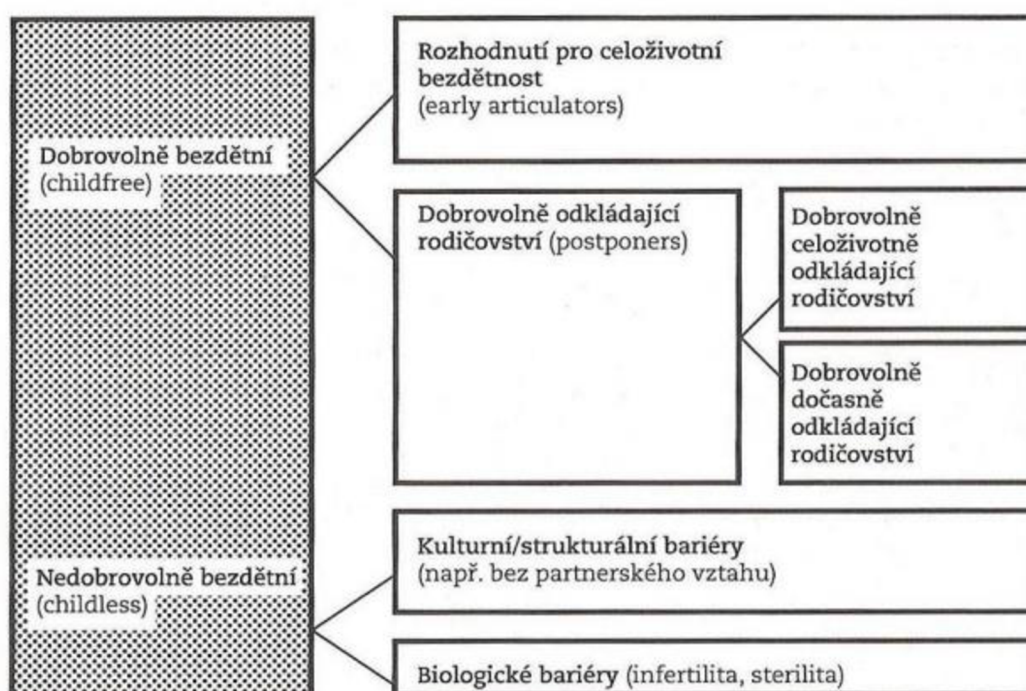 Dobrovolně bezdětní
(childfree)
Rozhodnutí pro celoživotní
bezdětnost
(early articulators)
Dobrovolně odkládající
rodičovství (postponers)
Dobrovolně
celoživotně
odkládající
rodičovství
Dobrovolně
dočasně
odkládající
rodičovství
Nedobrovolně bezdětní
(childless)
Kulturní/strukturální bariéry
(např. bez partnerského vztahu)
Biologické bariéry (infertilita, sterilita)